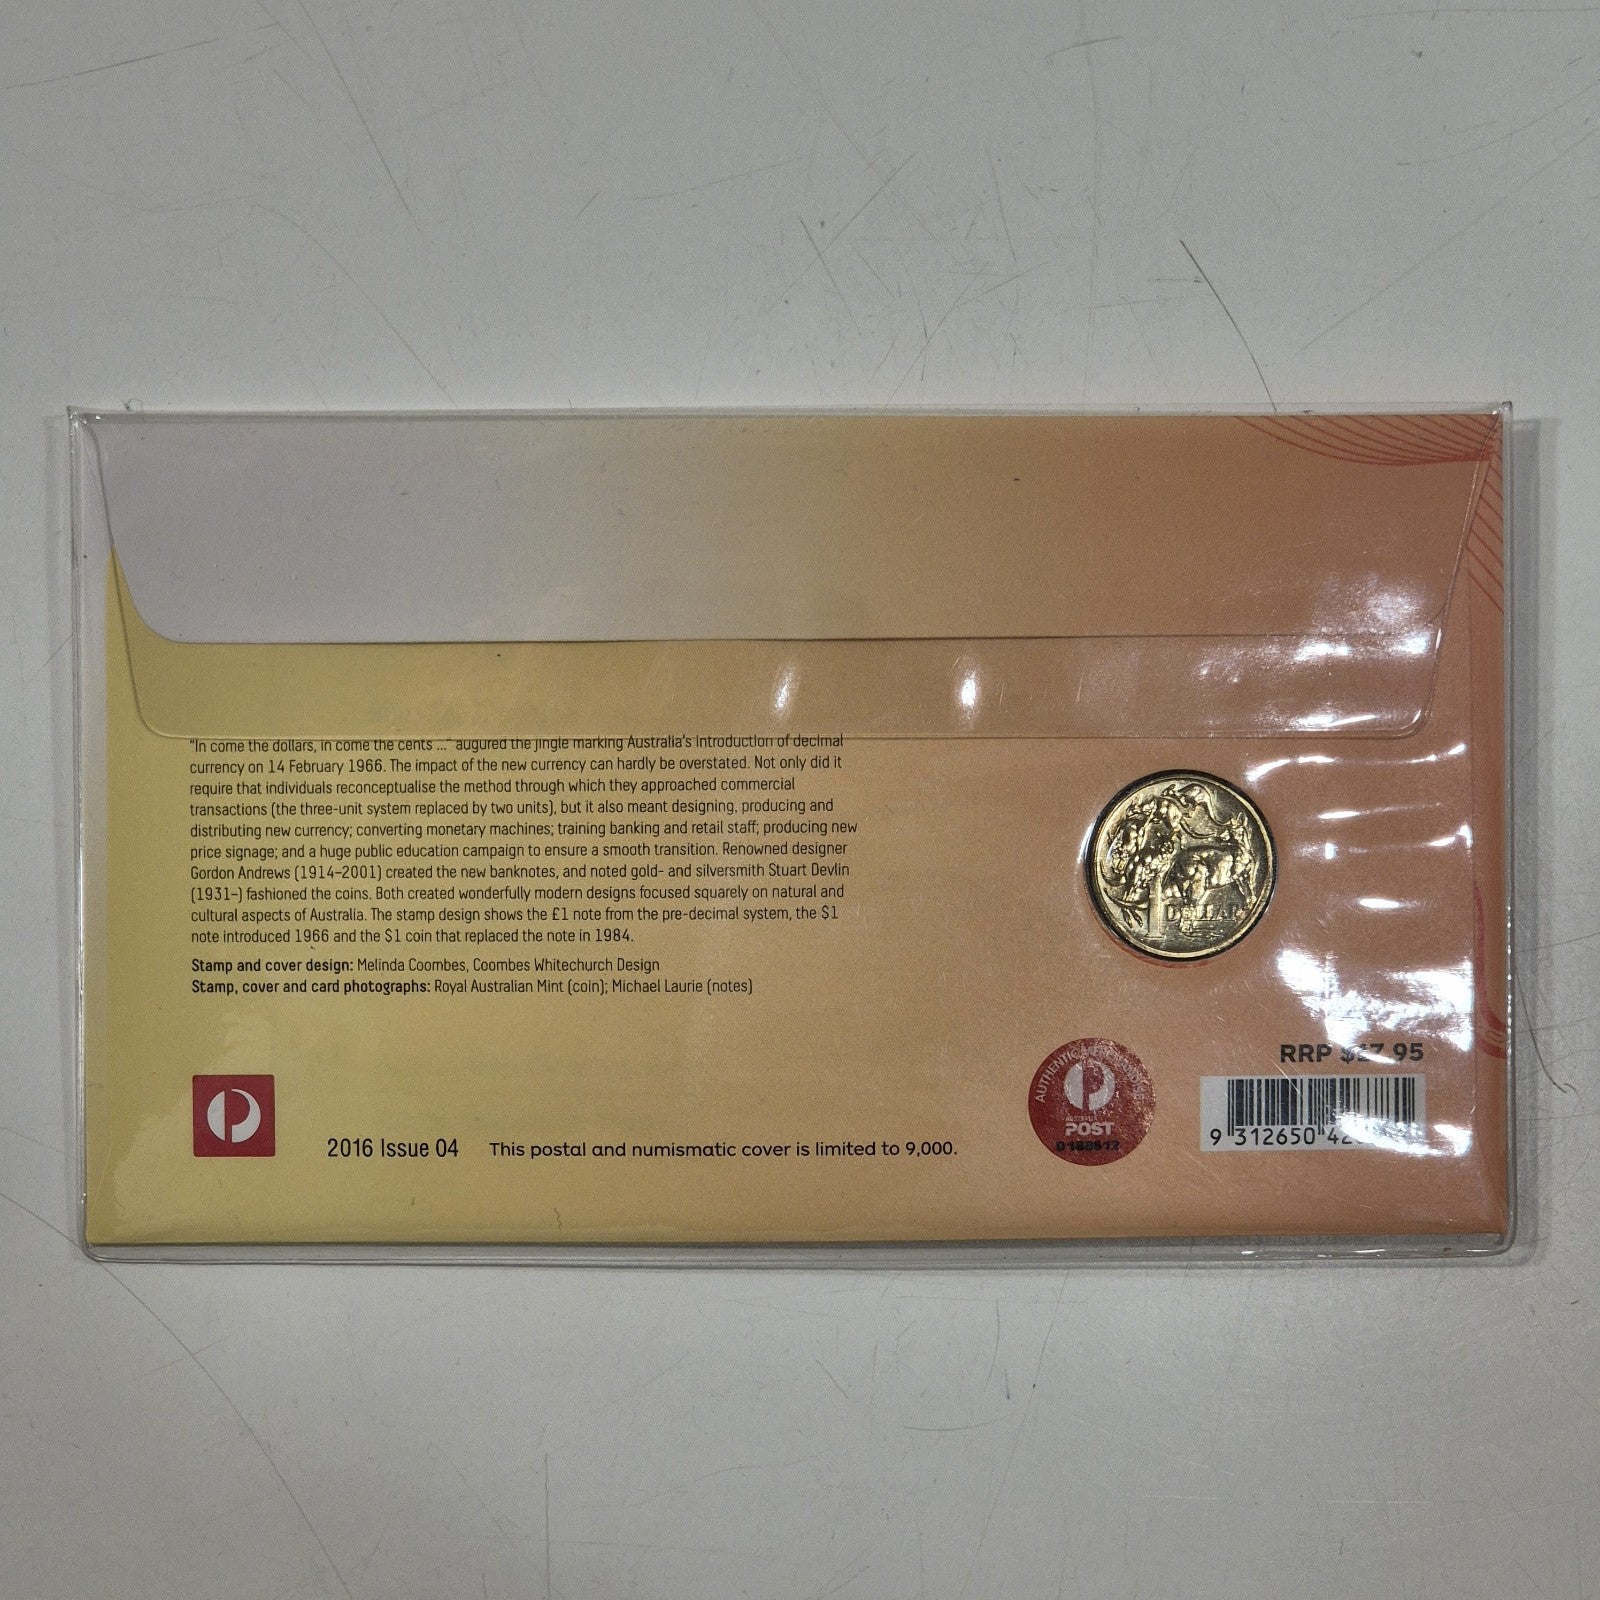 "In come the dollars, in come the cents ..." augured the jingle marking Australia's introduction of decimal
currency on 14 February 1966. The impact of the new currency can hardly be overstated. Not only did it
require that individuals reconceptualise the method through which they approached commercial
transactions (the three-unit system replaced by two units), but it also meant designing, producing and
distributing new currency; converting monetary machines; training banking and retail staff; producing new
price signage; and a huge public education campaign to ensure a smooth transition. Renowned designer
Gordon Andrews (1914–2001) created the new banknotes, and noted gold- and silversmith Stuart Devlin
(1931–) fashioned the coins. Both created wonderfully modern designs focused squarely on natural and
cultural aspects of Australia. The stamp design shows the £1 note from the pre-decimal system, the $1
note introduced 1966 and the $1 coin that replaced the note in 1984.
Stamp and cover design: Melinda Coombes, Coombes Whitechurch Design
Stamp, cover and card photographs: Royal Australian Mint (coin); Michael Laurie (notes)
1 DOLLAR
RRP $17.95
POST
9 312650
2016 Issue 04 This postal and numismatic cover is limited to 9,000.